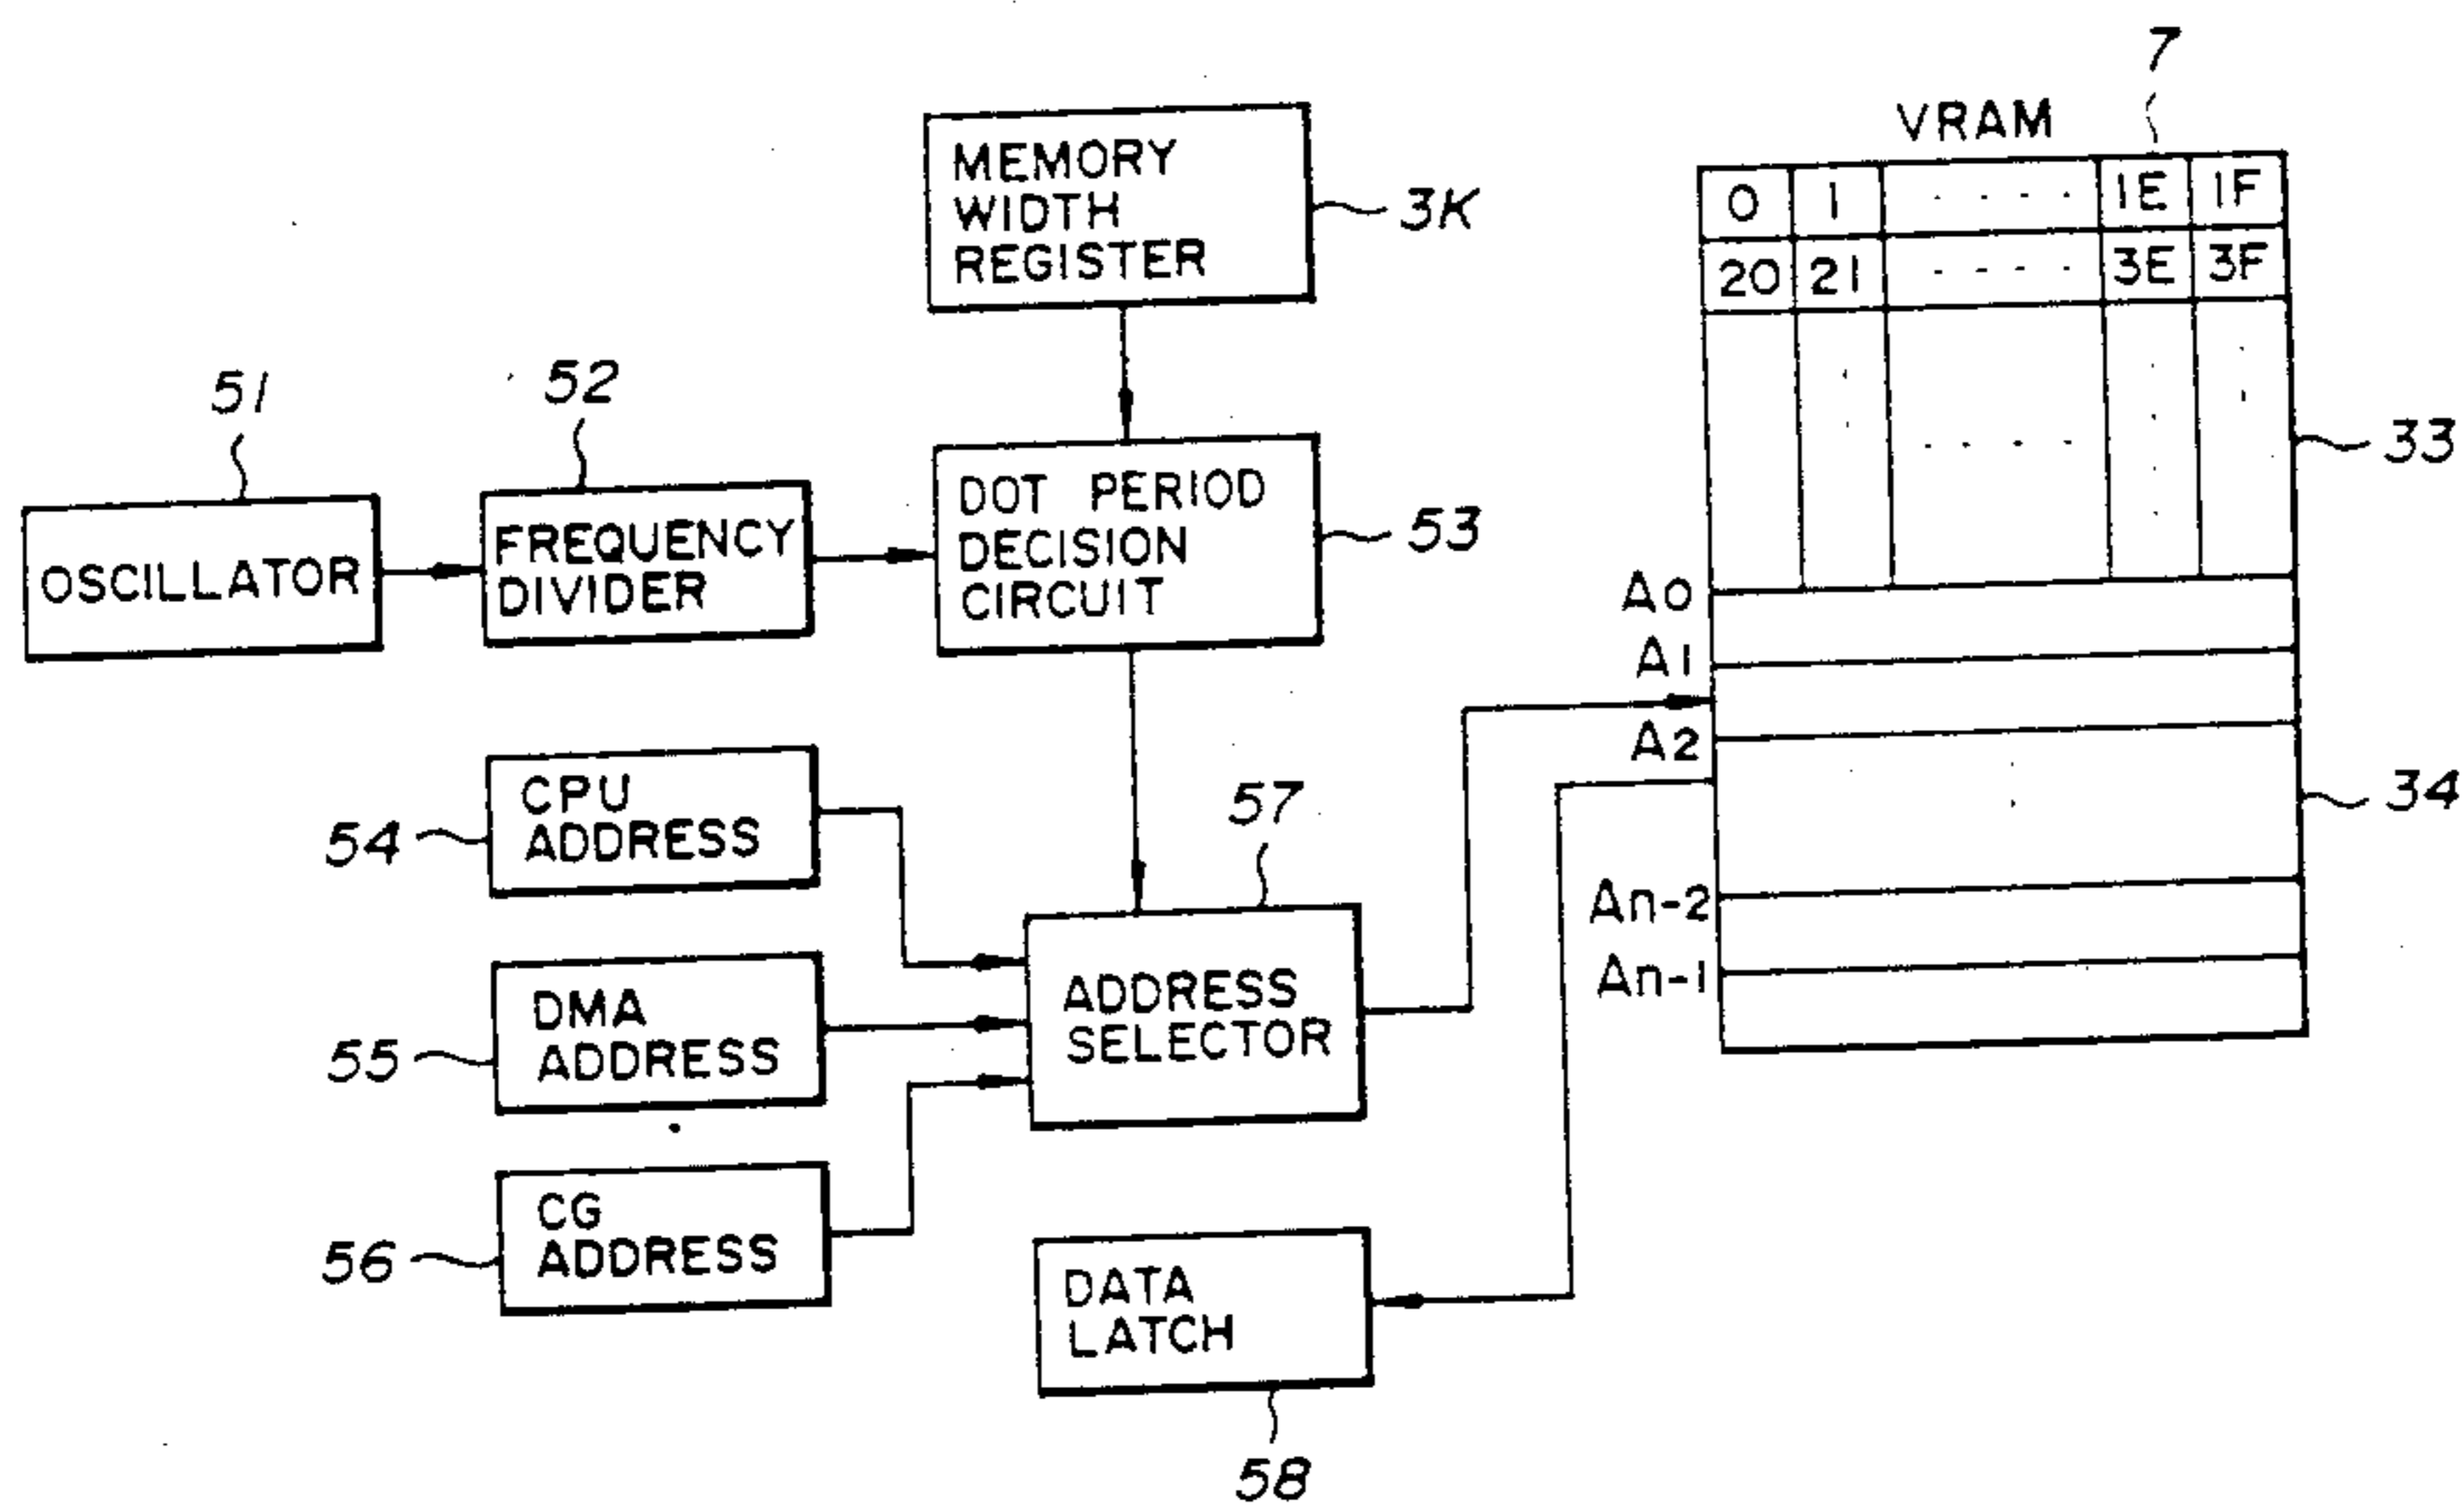 7
VRAM
MEMORY
WIDTH
REGISTER
3K
0 1 1E 1F
20 21 3E 3F
51
52
33
OSCILLATOR
FREQUENCY
DIVIDER
DOT PERIOD
DECISION
CIRCUIT
53
A0
A1
A2
34
An-2
An-1
CPU
ADDRESS
54
57
DMA
ADDRESS
55
ADDRESS
SELECTOR
CG
ADDRESS
56
DATA
LATCH
58